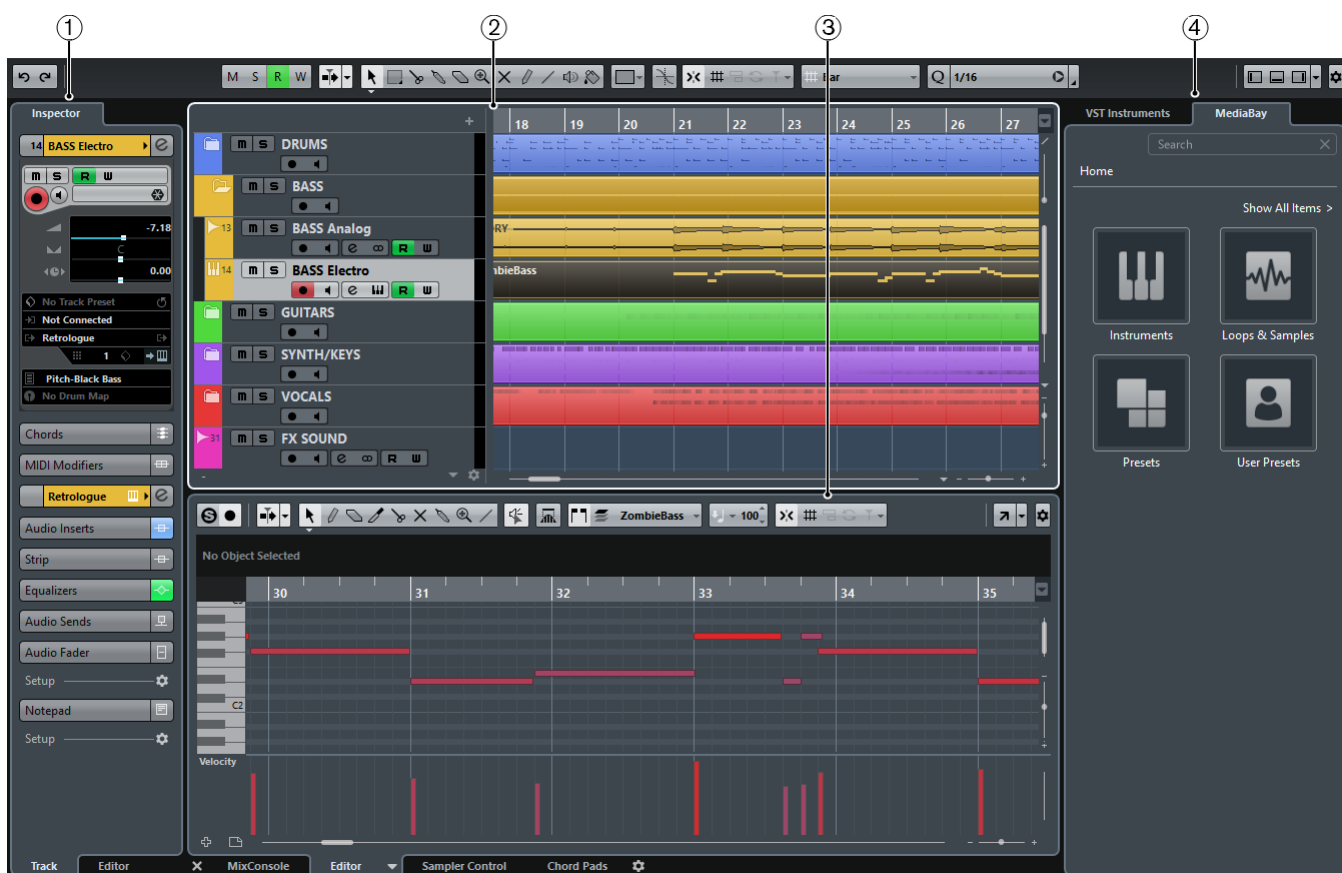 1
2
3
4
M S R W
Bar
Q 1/16
Inspector
14 BASS Electro
m S R W
-7.18
C
0.00
No Track Preset
Not Connected
Retrologue
1
Pitch-Black Bass
No Drum Map
Chords
MIDI Modifiers
Retrologue
Audio Inserts
Strip
Equalizers
Audio Sends
Audio Fader
Setup
Notepad
Setup
Track Editor
18 19 20 21 22 23 24 25 26 27
m S DRUMS
m S BASS
13 m S BASS Analog
e R W
14 m S BASS Electro
e R W
m S GUITARS
m S SYNTH/KEYS
m S VOCALS
31 m S FX SOUND
e R W
RY
mbieBass
S ZombieBass 100
No Object Selected
30 31 32 33 34 35
C3
C2
Velocity
MixConsole Editor Sampler Control Chord Pads
VST Instruments MediaBay
Search
Home
Show All Items >
Instruments Loops & Samples
Presets User Presets